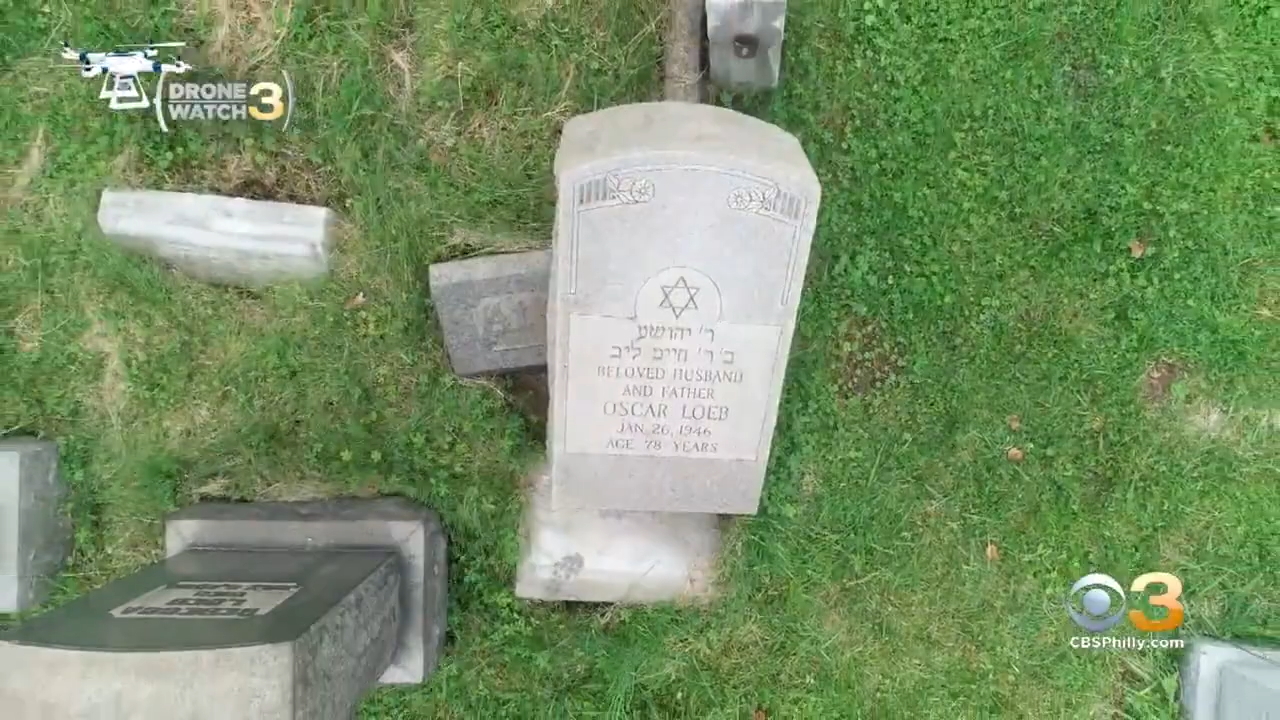 DRONE
WATCH 3
ר' יהושע
ב' ר' חיים ליב
BELOVED HUSBAND
AND FATHER
OSCAR LOEB
JAN. 26, 1946
AGE 78 YEARS
3
CBSPhilly.com